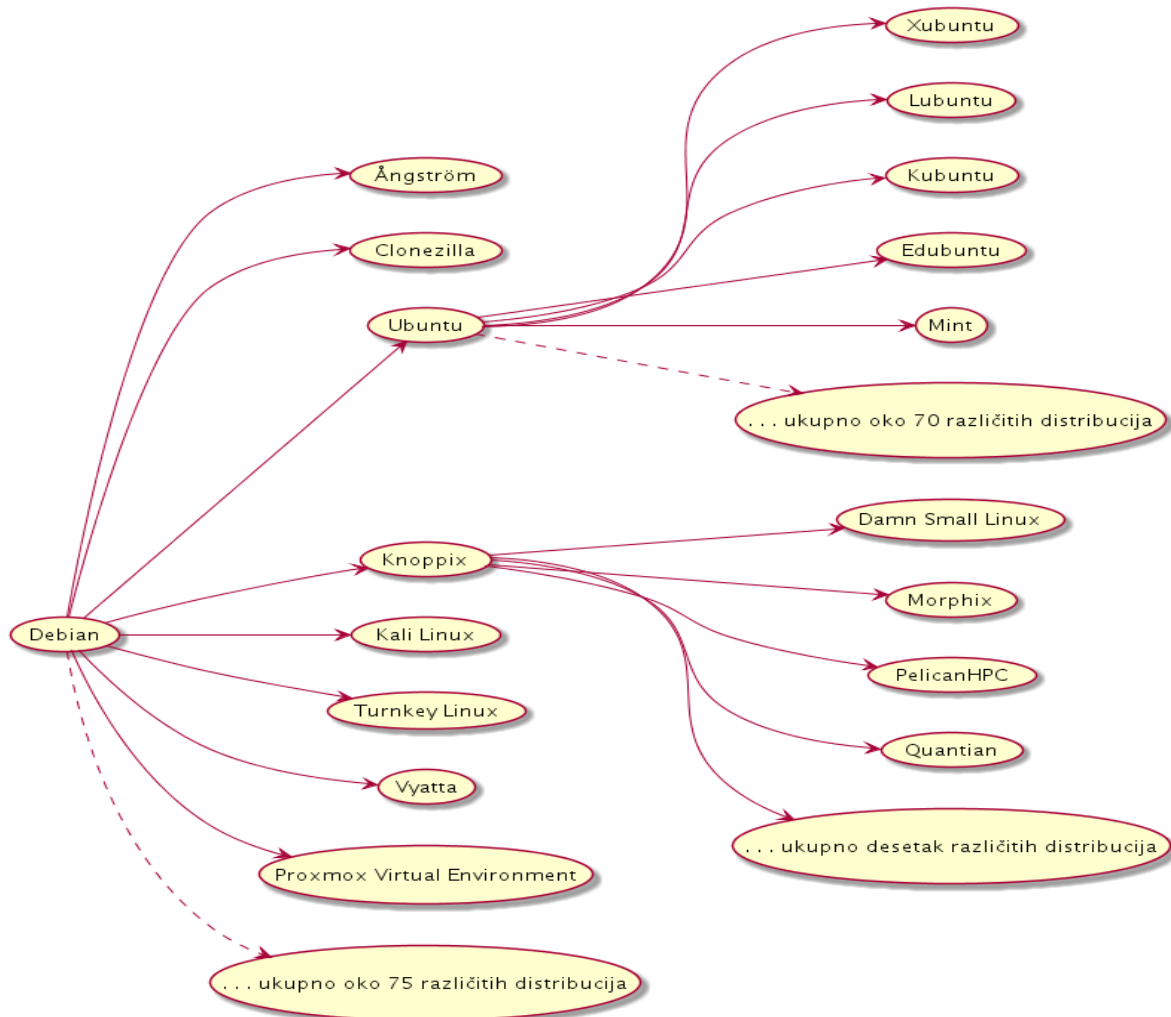 Xubuntu
Lubuntu
Ångström
Kubuntu
Clonezilla
Edubuntu
Ubuntu
Mint
. . . ukupno oko 70 različitih distribucija
Damn Small Linux
Knoppix
Morphix
Debian
Kali Linux
PelicanHPC
Turnkey Linux
Quantian
Vyatta
. . . ukupno desetak različitih distribucija
Proxmox Virtual Environment
. . . ukupno oko 75 različitih distribucija